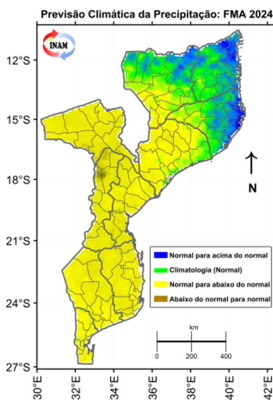 Previsão Climática da Precipitação: FMA 2024
INAM
12°S
15°S
18°S
21°S
24°S
27°S
N
Normal para acima do normal
Climatologia (Normal)
Normal para abaixo do normal
Abaixo do normal para normal
km
0 200 400
30°E 32°E 34°E 36°E 38°E 40°E 42°E